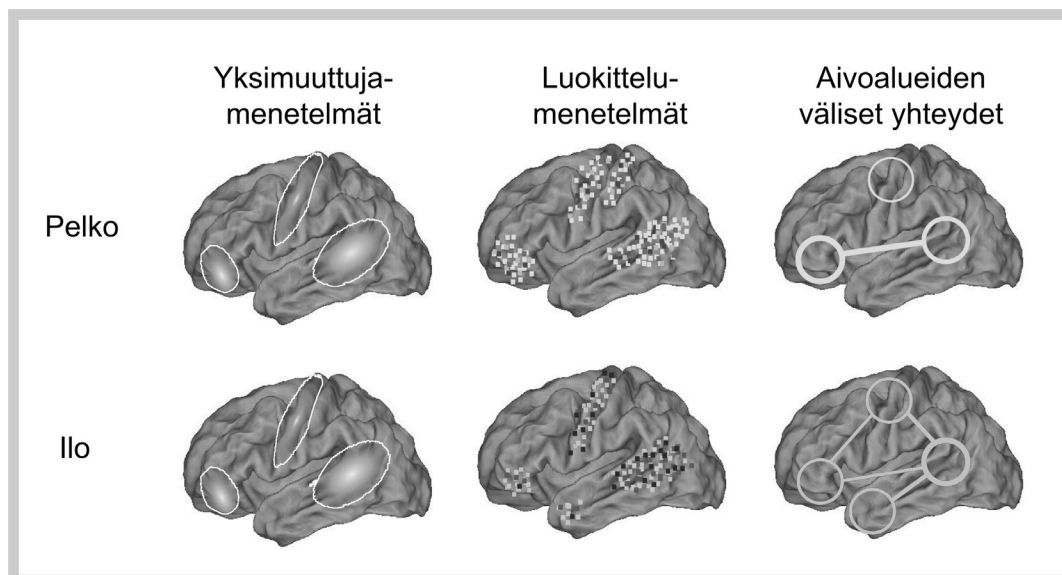 Yksimuuttuja-
menetelmät
Luokittelu-
menetelmät
Aivoalueiden
väliset yhteydet
Pelko
Ilo